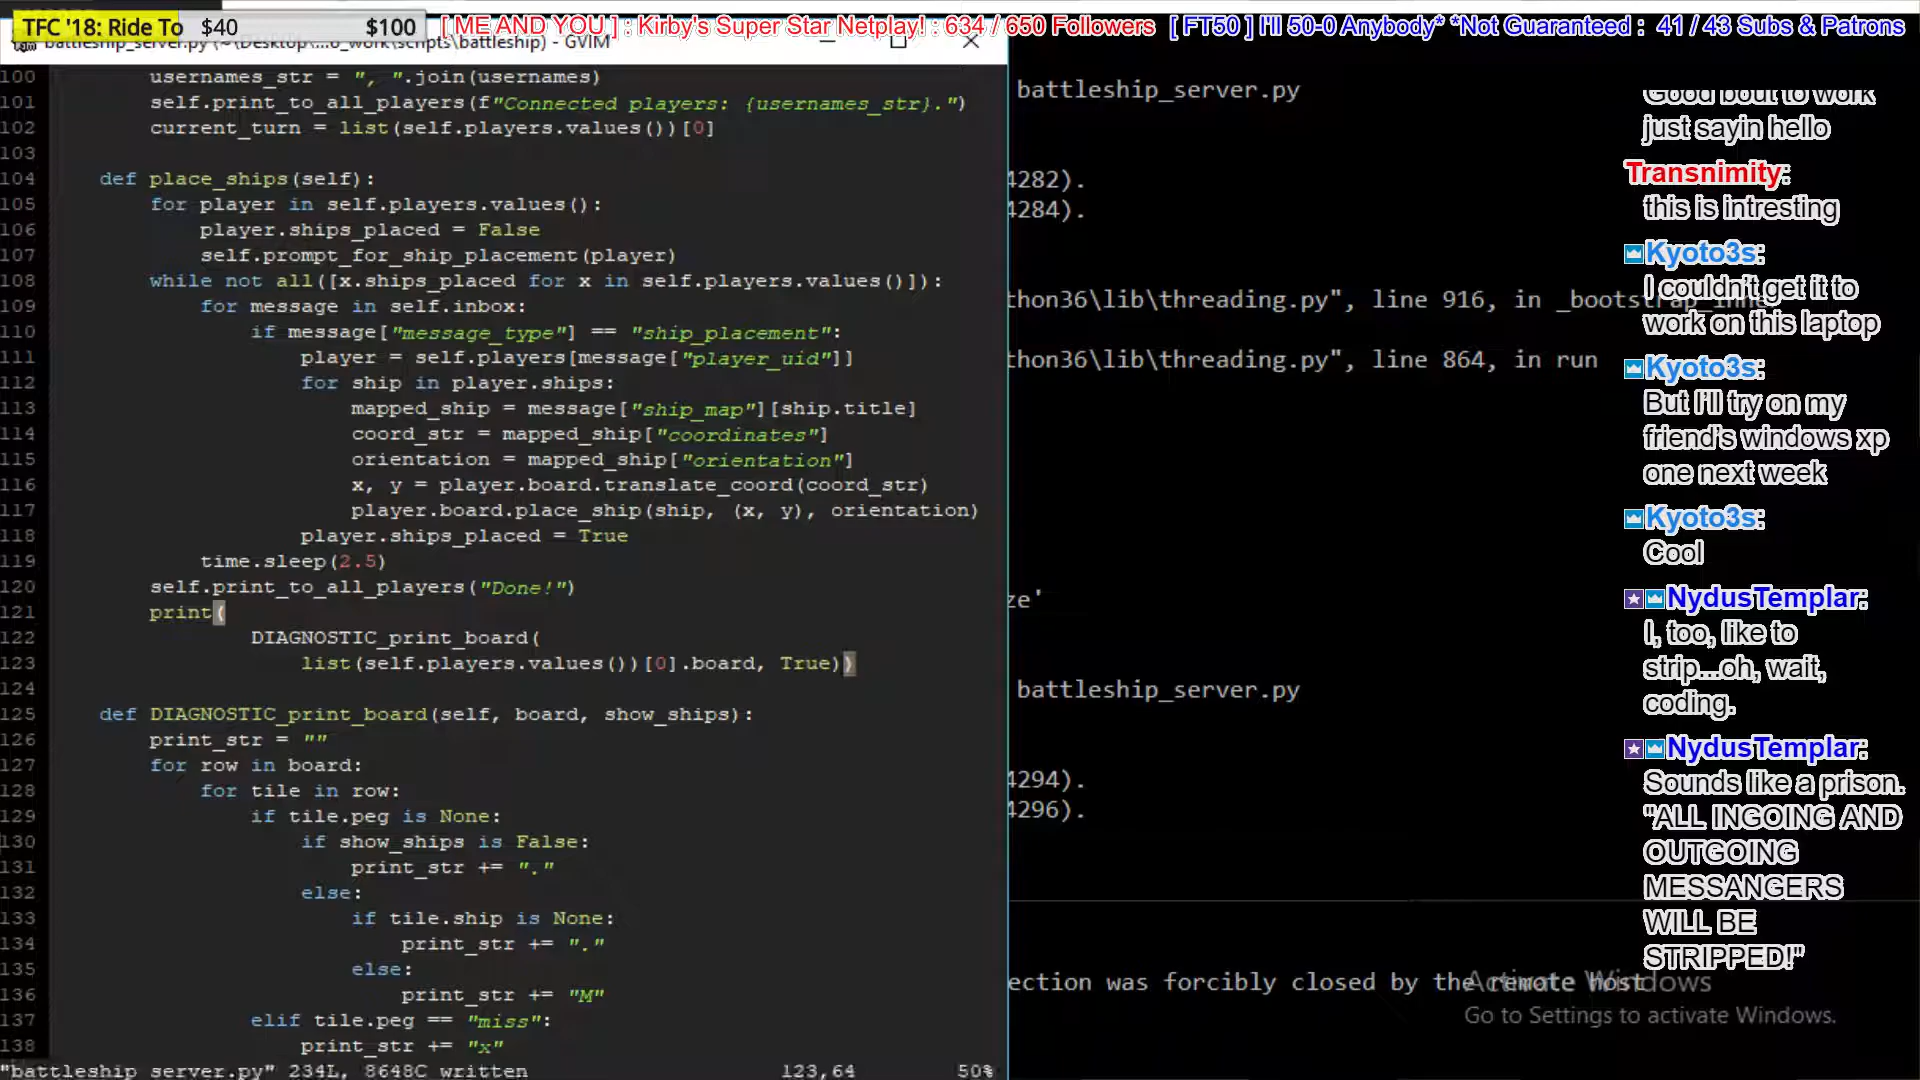 TFC '18: Ride To $40 $100 [ ME AND YOU ] : Kirby's Super Star Netplay! : 634 / 650 Followers [ FT50 ] I'll 50-0 Anybody* *Not Guaranteed : 41 / 43 Subs & Patrons
battleship_server.py (~\Desktop\...o_work\scripts\battleship) - GVIM
100 usernames_str = ", ".join(usernames)
101 self.print_to_all_players(f"Connected players: {usernames_str}.")
102 current_turn = list(self.players.values())[0]
103
104 def place_ships(self):
105 for player in self.players.values():
106 player.ships_placed = False
107 self.prompt_for_ship_placement(player)
108 while not all([x.ships_placed for x in self.players.values()]):
109 for message in self.inbox:
110 if message["message_type"] == "ship_placement":
111 player = self.players[message["player_uid"]]
112 for ship in player.ships:
113 mapped_ship = message["ship_map"][ship.title]
114 coord_str = mapped_ship["coordinates"]
115 orientation = mapped_ship["orientation"]
116 x, y = player.board.translate_coord(coord_str)
117 player.board.place_ship(ship, (x, y), orientation)
118 player.ships_placed = True
119 time.sleep(2.5)
120 self.print_to_all_players("Done!")
121 print(
122 DIAGNOSTIC_print_board(
123 list(self.players.values())[0].board, True))
124
125 def DIAGNOSTIC_print_board(self, board, show_ships):
126 print_str = ""
127 for row in board:
128 for tile in row:
129 if tile.peg is None:
130 if show_ships is False:
131 print_str += "."
132 else:
133 if tile.ship is None:
134 print_str += "."
135 else:
136 print_str += "M"
137 elif tile.peg == "miss":
138 print_str += "x"
"battleship_server.py" 234L, 8648C written 123,64 50%
battleship_server.py
4282).
4284).
thon36\lib\threading.py", line 916, in _bootstrap_inne
thon36\lib\threading.py", line 864, in run
ze'
battleship_server.py
4294).
4296).
ection was forcibly closed by the remote host
Good bout to work
just sayin hello
Transnimity:
this is intresting
Kyoto3s:
I couldn't get it to
work on this laptop
Kyoto3s:
But I'll try on my
friend's windows xp
one next week
Kyoto3s:
Cool
NydusTemplar:
I, too, like to
strip...oh, wait,
coding.
NydusTemplar:
Sounds like a prison.
"ALL INGOING AND
OUTGOING
MESSANGERS
WILL BE
STRIPPED!"
Activate Windows
Go to Settings to activate Windows.